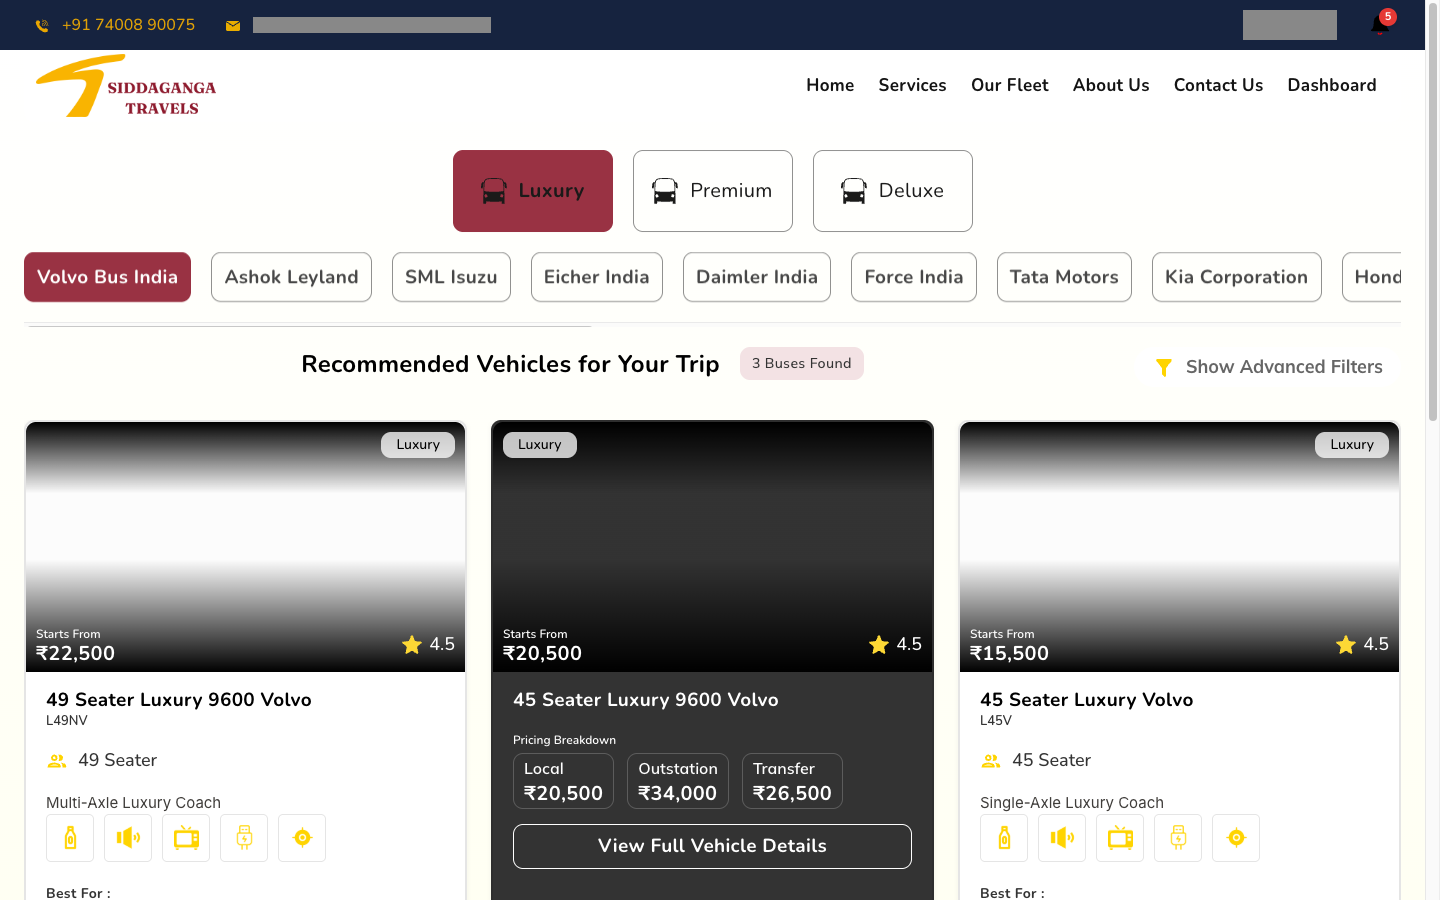 +91 74008 90075
5
SIDDAGANGA
TRAVELS
Home Services Our Fleet About Us Contact Us Dashboard
Luxury Premium Deluxe
Volvo Bus India Ashok Leyland SML Isuzu Eicher India Daimler India Force India Tata Motors Kia Corporation Hond
Recommended Vehicles for Your Trip 3 Buses Found Show Advanced Filters
Luxury
Starts From
₹22,500 4.5
49 Seater Luxury 9600 Volvo
L49NV
49 Seater
Multi-Axle Luxury Coach
Best For :
Luxury
Starts From
₹20,500 4.5
45 Seater Luxury 9600 Volvo
Pricing Breakdown
Local Outstation Transfer
₹20,500 ₹34,000 ₹26,500
View Full Vehicle Details
Luxury
Starts From
₹15,500 4.5
45 Seater Luxury Volvo
L45V
45 Seater
Single-Axle Luxury Coach
Best For :